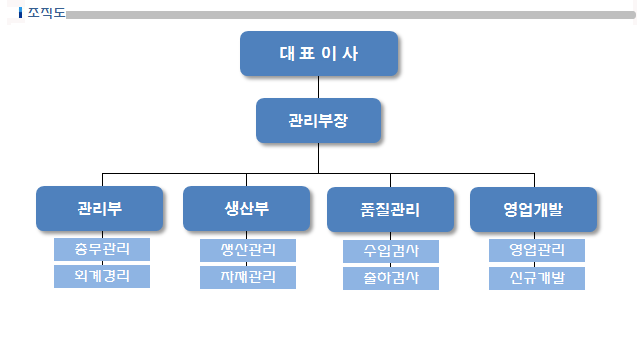 조직도
대 표 이 사
관리부장
관리부
생산부
품질관리
영업개발
총무관리
생산관리
수입검사
영업관리
회계경리
자재관리
출하검사
신규개발